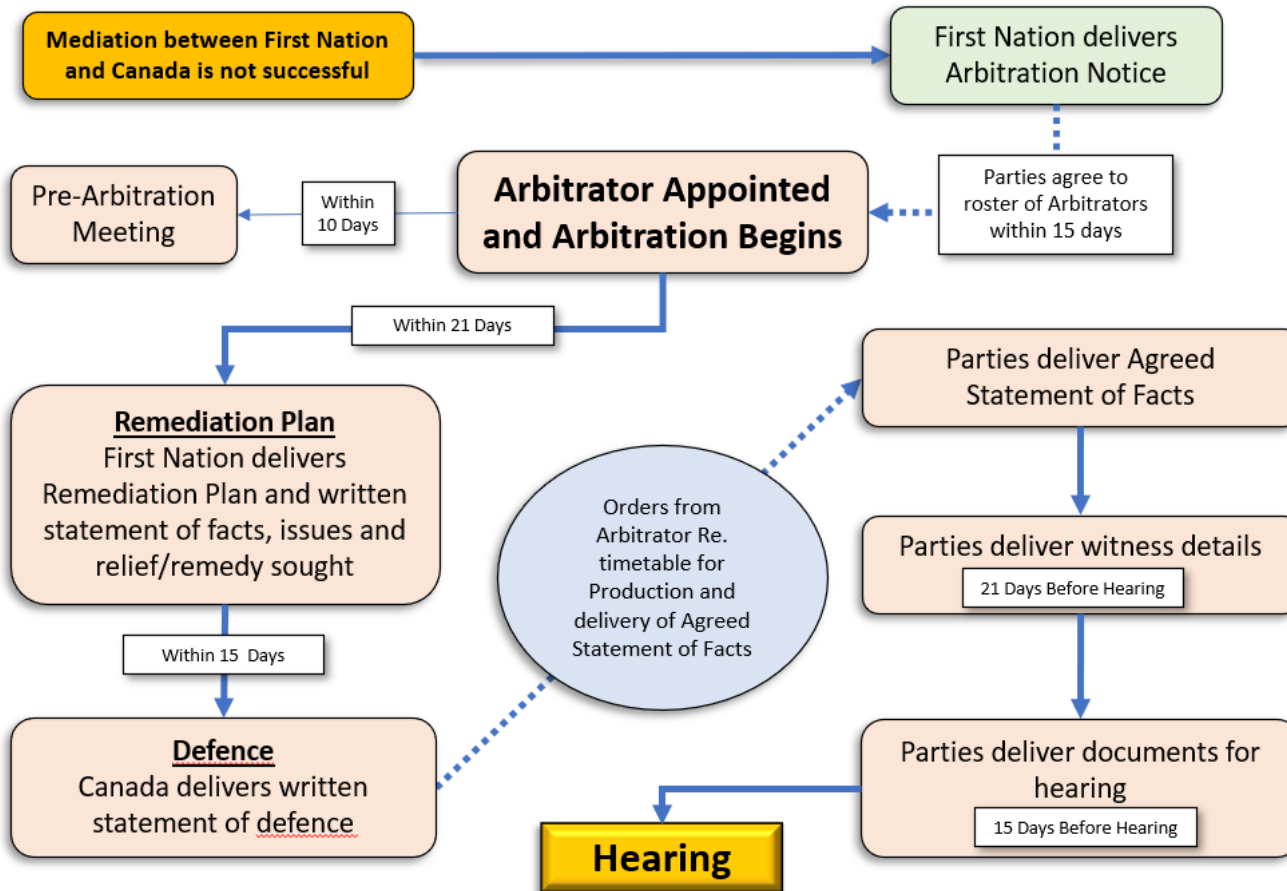 Mediation between First Nation
and Canada is not successful
First Nation delivers
Arbitration Notice
Parties agree to
roster of Arbitrators
within 15 days
Arbitrator Appointed
and Arbitration Begins
Within
10 Days
Pre-Arbitration
Meeting
Within 21 Days
Remediation Plan
First Nation delivers
Remediation Plan and written
statement of facts, issues and
relief/remedy sought
Within 15 Days
Defence
Canada delivers written
statement of defence
Orders from
Arbitrator Re.
timetable for
Production and
delivery of Agreed
Statement of Facts
Parties deliver Agreed
Statement of Facts
Parties deliver witness details
21 Days Before Hearing
Parties deliver documents for
hearing
15 Days Before Hearing
Hearing